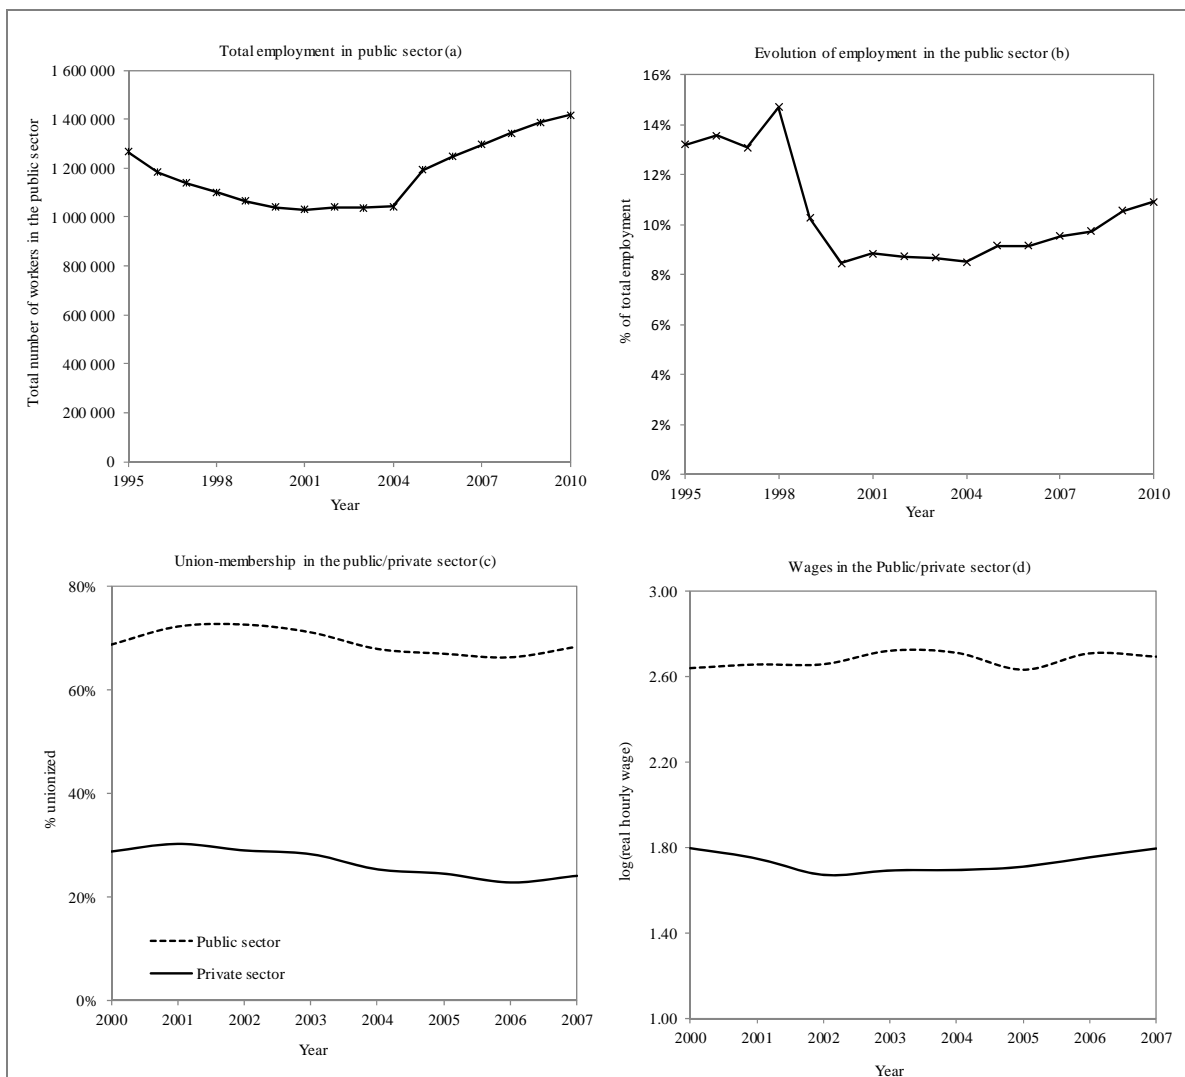 Total employment in public sector (a)
Total number of workers in the public sector
1 600 000
1 400 000
1 200 000
1 000 000
800 000
600 000
400 000
200 000
0
1995
1998
2001
2004
2007
2010
Year
Evolution of employment in the public sector (b)
% of total employment
16%
14%
12%
10%
8%
6%
4%
2%
0%
1995
1998
2001
2004
2007
2010
Year
Union-membership in the public/private sector (c)
% unionized
80%
60%
40%
20%
0%
Public sector
Private sector
2000
2001
2002
2003
2004
2005
2006
2007
Year
Wages in the Public/private sector (d)
log(real hourly wage)
3.00
2.60
2.20
1.80
1.40
1.00
2000
2001
2002
2003
2004
2005
2006
2007
Year